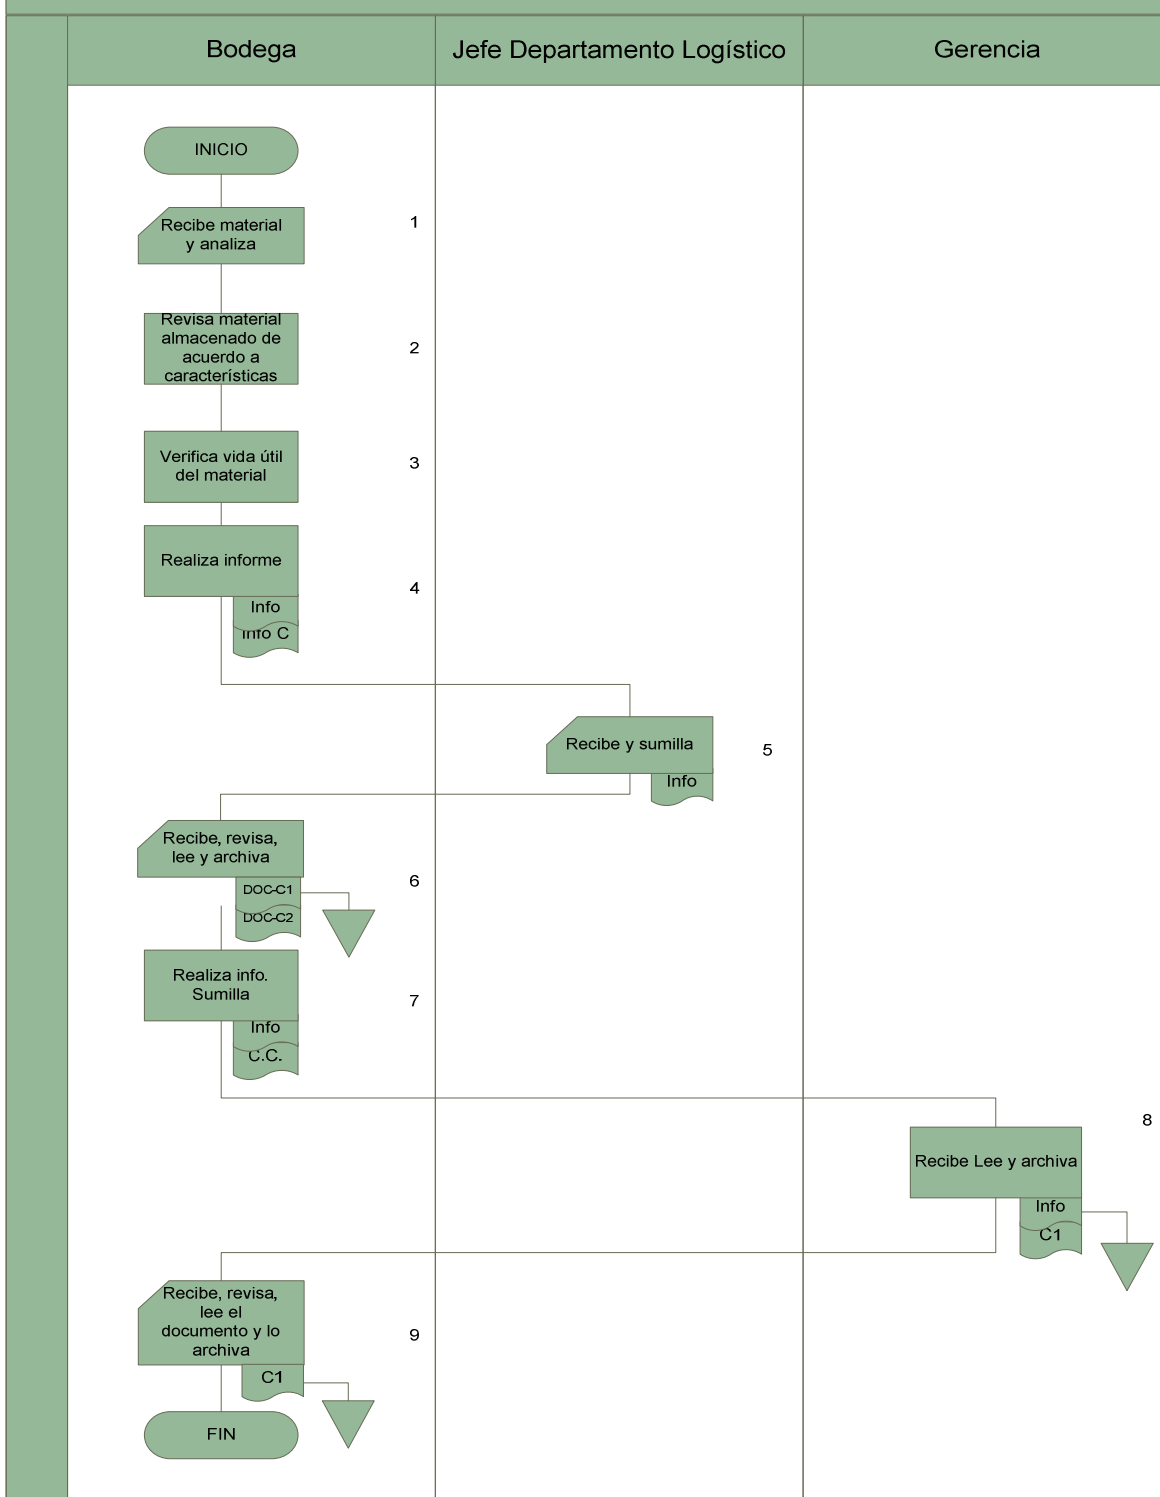 Bodega
Jefe Departamento Logístico
Gerencia
INICIO
Recibe material
y analiza
1
Revisa material
almacenado de
acuerdo a
características
2
Verifica vida útil
del material
3
Realiza informe
4
Info
Info C
Recibe y sumilla
5
Info
Recibe, revisa,
lee y archiva
6
DOC-C1
DOC-C2
Realiza info.
Sumilla
7
Info
C.C.
8
Recibe Lee y archiva
Info
C1
Recibe, revisa,
lee el
documento y lo
archiva
9
C1
FIN